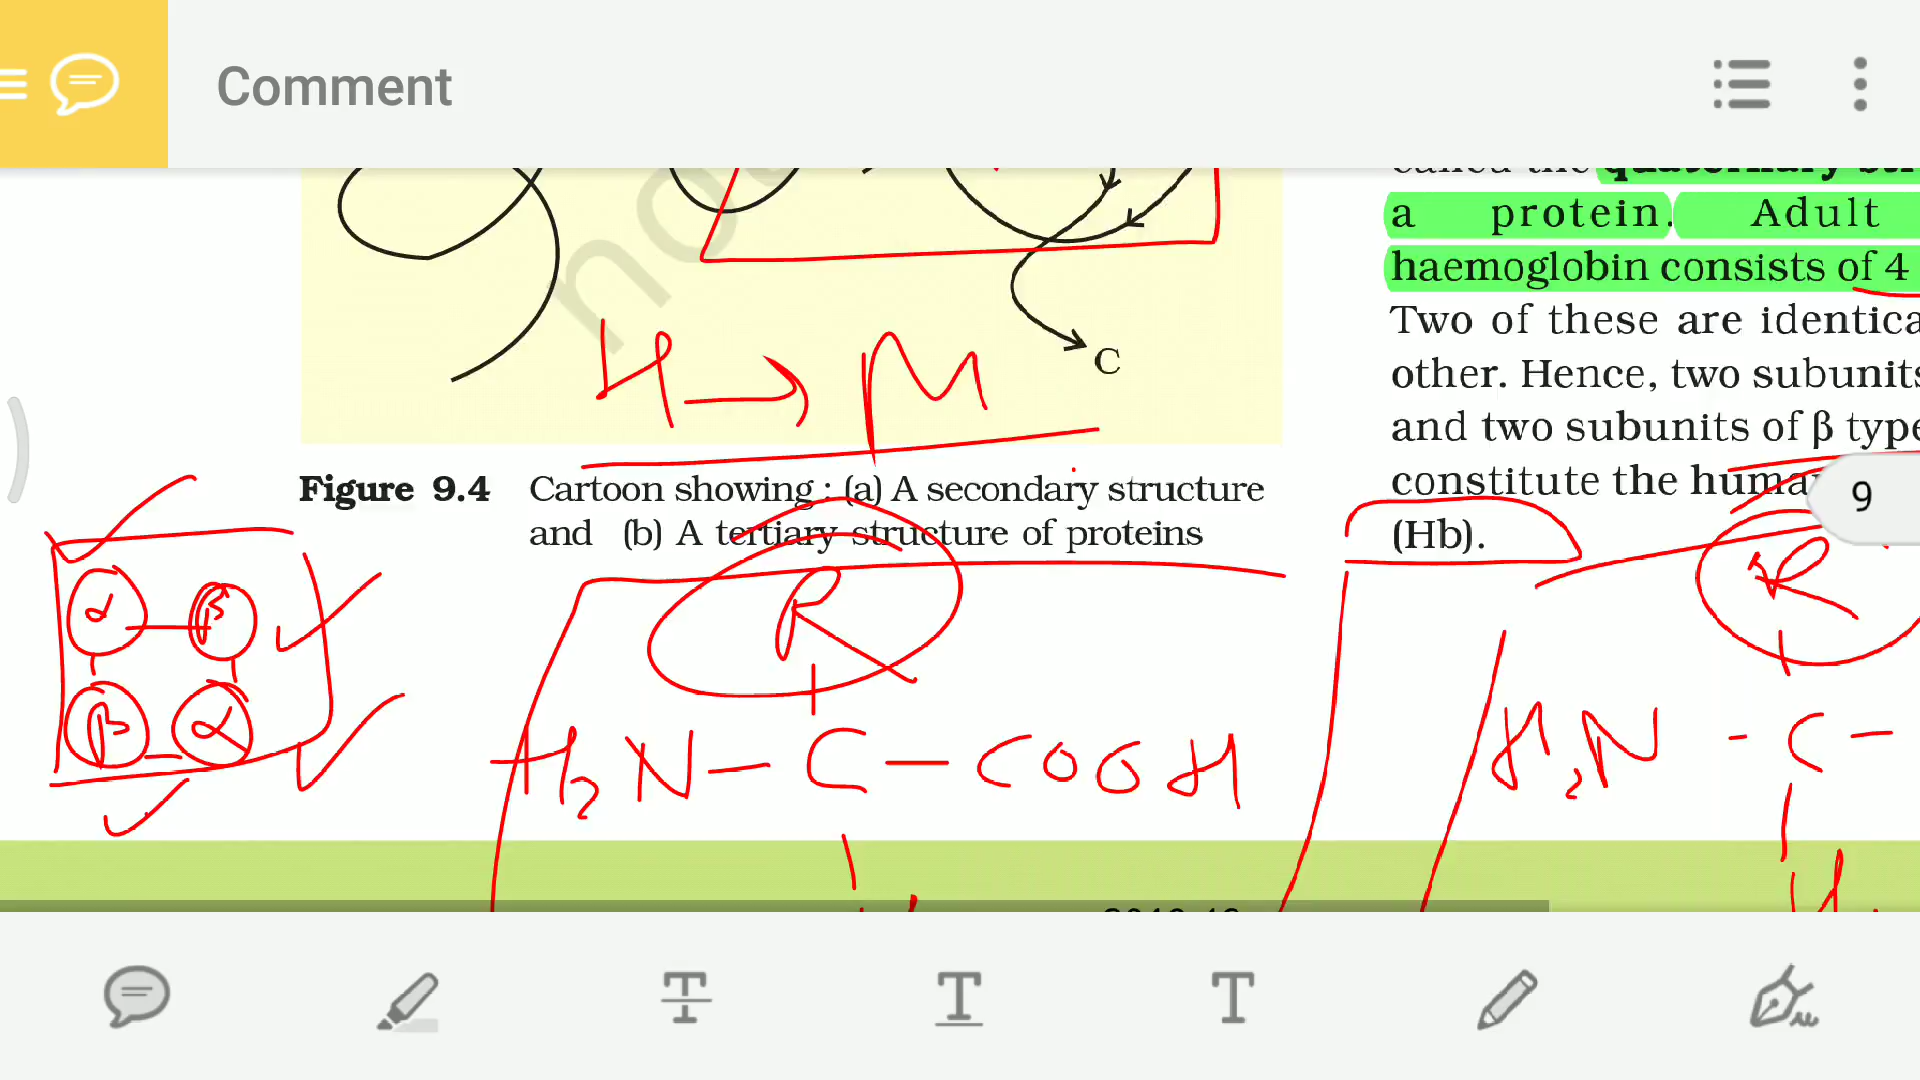 Comment
a protein. Adult
haemoglobin consists of 4
Two of these are identica
other. Hence, two subunits
and two subunits of β type
constitute the huma
(Hb).
9
no
C
H → M
Figure 9.4 Cartoon showing : (a) A secondary structure
and (b) A tertiary structure of proteins
α β
β α
R
H₂N – C – COOH
R
H₂N - C -
H
T T T